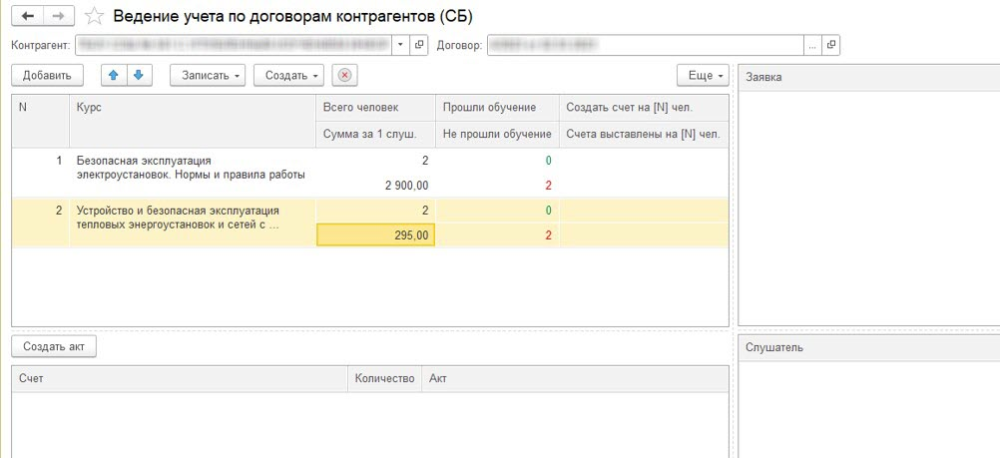 Ведение учета по договорам контрагентов (СБ)
Контрагент: Договор:
Добавить Записать Создать Еще Заявка
N Курс Всего человек Прошли обучение Создать счет на [N] чел.
Сумма за 1 слуш. Не прошли обучение Счета выставлены на [N] чел.
1 Безопасная эксплуатация 2 0
электроустановок. Нормы и правила работы
2 900,00 2
2 Устройство и безопасная эксплуатация 2 0
тепловых энергоустановок и сетей с ...
295,00 2
Создать акт Слушатель
Счет Количество Акт